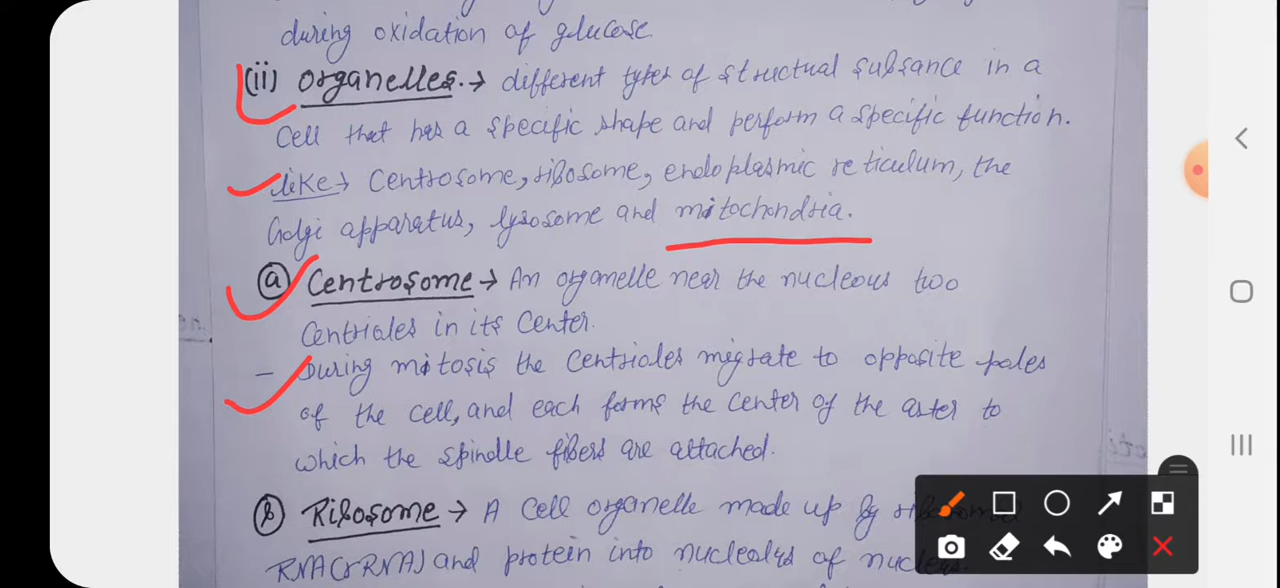 during oxidation of glucose
(ii) Organelles. → different types of structural subsance in a
Cell that has a specific shape and perform a specific function.
like → Centrosome, ribosome, endoplasmic reticulum, the
Golgi apparatus, lysosome and mitochondria.
(a) Centrosome → An organelle near the nucleous two
Centrioles in its center.
- During mitosis the Centrioles migrate to opposite poles
of the cell, and each forms the center of the aster to
which the spindle fibers are attached.
(b) Ribosome → A cell organelle made up by
RNA (rRNA) and protein into nucleolus of